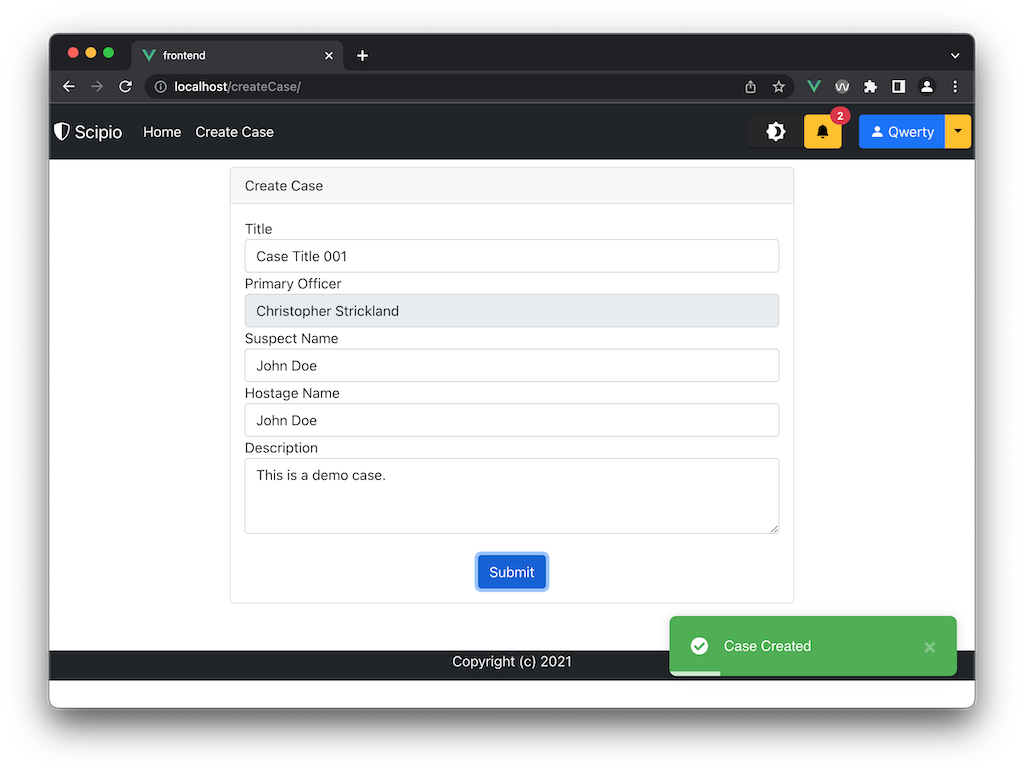 frontend
localhost/createCase/
Scipio Home Create Case 2 Qwerty
Create Case
Title
Case Title 001
Primary Officer
Christopher Strickland
Suspect Name
John Doe
Hostage Name
John Doe
Description
This is a demo case.
Submit
Case Created
Copyright (c) 2021